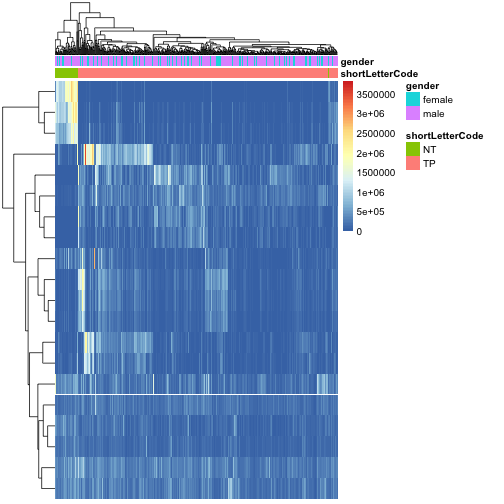 gender
shortLetterCode
3500000
3e+06
2500000
2e+06
1500000
1e+06
5e+05
0
gender
female
male
shortLetterCode
NT
TP